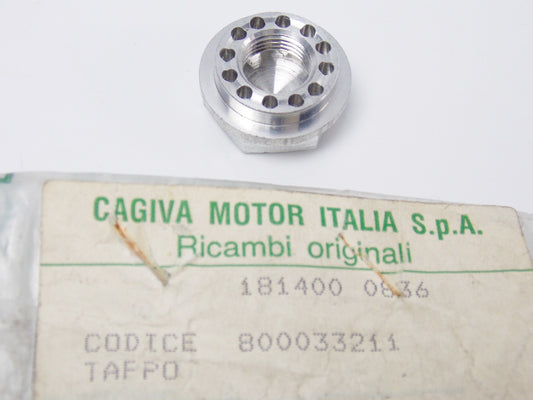 CAGIVA MOTOR ITALIA S.p.A.
Ricambi originali
181400 0836
CODICE 800033211
TAPPO